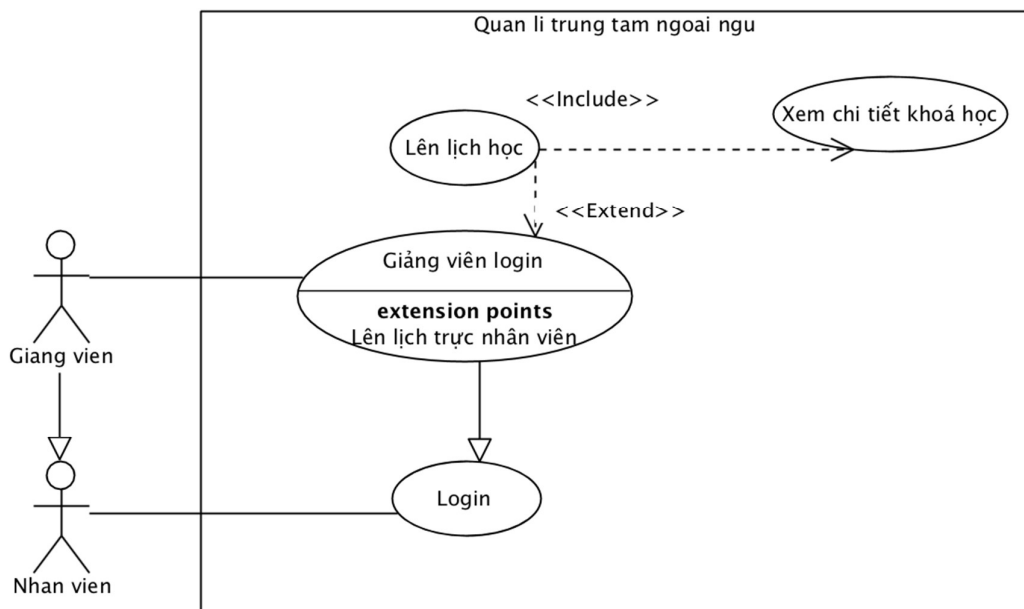 Quan li trung tam ngoai ngu
<<Include>>
Xem chi tiết khoá học
Lên lịch học
<<Extend>>
Giảng viên login
extension points
Lên lịch trực nhân viên
Giang vien
Login
Nhan vien